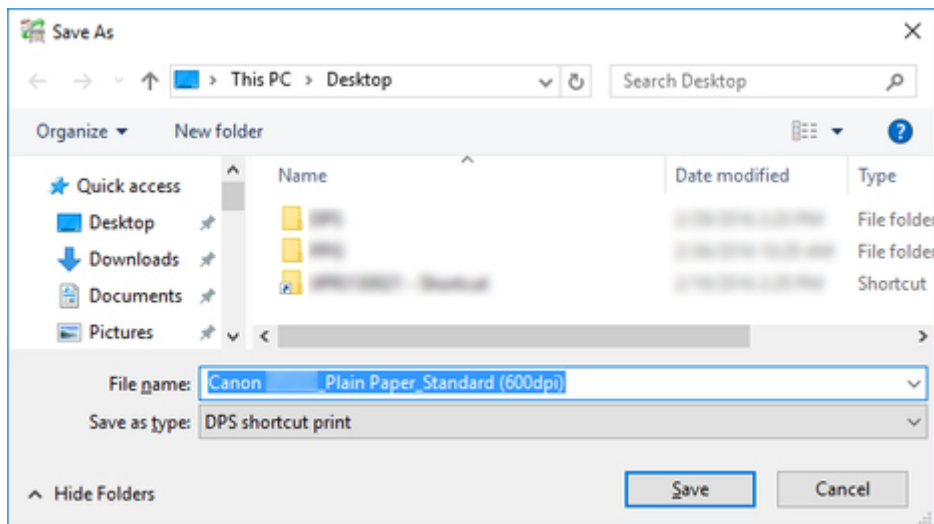 Save As
This PC > Desktop
Search Desktop
Organize
New folder
Quick access
Desktop
Downloads
Documents
Pictures
Name
Date modified
Type
File folder
File folder
Shortcut
File name: Canon _Plain Paper_Standard (600dpi)
Save as type: DPS shortcut print
Hide Folders
Save
Cancel